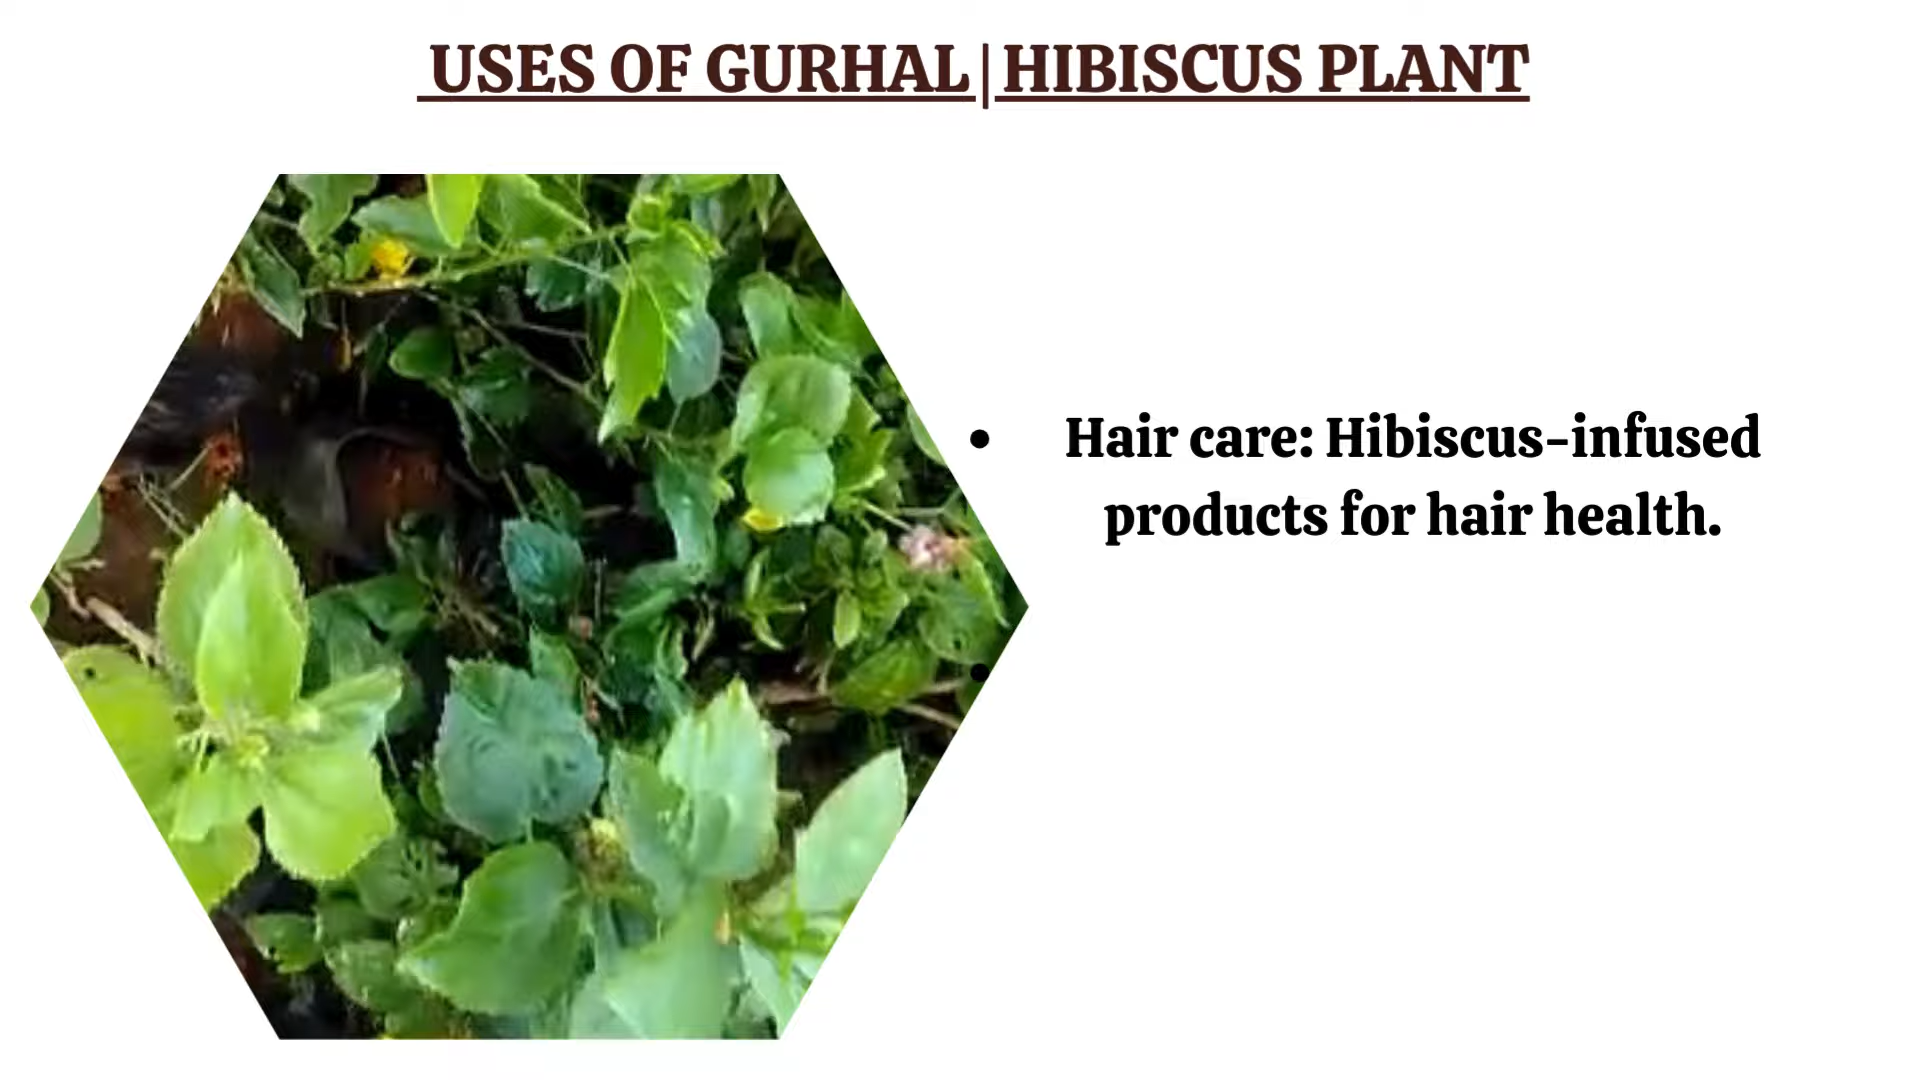 USES OF GURHAL|HIBISCUS PLANT
• Hair care: Hibiscus-infused
products for hair health.
•